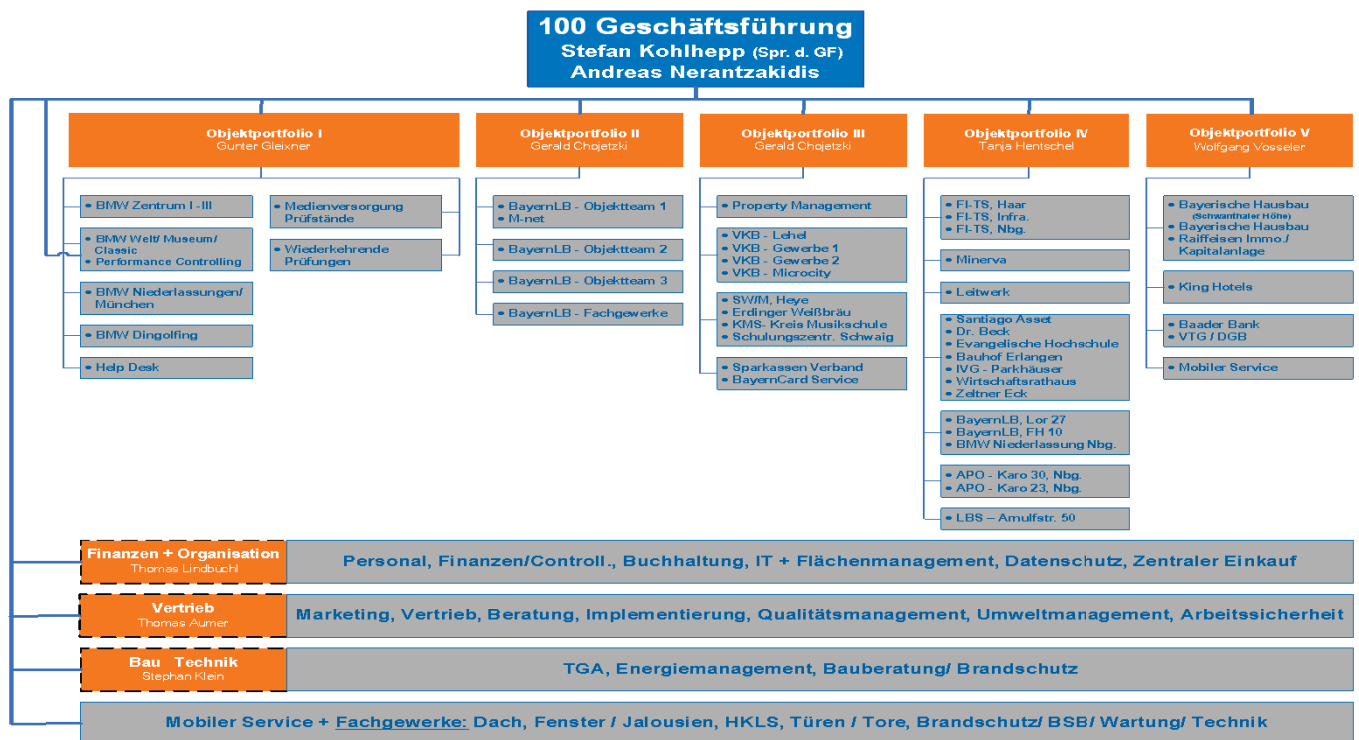 100 Geschäftsführung
Stefan Kohlhepp (Spr. d. GF)
Andreas Nerantzakidis
Objektportfolio I
Gunter Gleixner
• BMW Zentrum I -III
• BMW Welt/ Museum/
Classic
• Performance Controlling
• BMW Niederlassungen/
München
• BMW Dingolfing
• Help Desk
• Medienversorgung
Prüfstände
• Wiederkehrende
Prüfungen
Objektportfolio II
Gerald Chojetzki
• BayernLB - Objektteam 1
• M-net
• BayernLB - Objektteam 2
• BayernLB - Objektteam 3
• BayernLB - Fachgewerke
Objektportfolio III
Gerald Chojetzki
• Property Management
• VKB - Lehel
• VKB - Gewerbe 1
• VKB - Gewerbe 2
• VKB - Microcity
• SW/M, Heye
• Erdinger Weißbräu
• KMS- Kreis Musikschule
• Schulungszentr. Schwaig
• Sparkassen Verband
• BayernCard Service
Objektportfolio IV
Tanja Hentschel
• FI-TS, Haar
• FI-TS, Infra.
• FI-TS, Nbg.
• Minerva
• Leitwerk
• Santiago Asset
• Dr. Beck
• Evangelische Hochschule
• Bauhof Erlangen
• IVG - Parkhäuser
• Wirtschaftsrathaus
• Zeltner Eck
• BayernLB, Lor 27
• BayernLB, FH 10
• BMW Niederlassung Nbg.
• APO - Karo 30, Nbg.
• APO - Karo 23, Nbg.
• LBS – Arnulfstr. 50
Objektportfolio V
Wolfgang Vosseler
• Bayerische Hausbau
(Schwanthaler Höhe)
• Bayerische Hausbau
• Raiffeisen Immo./
Kapitalanlage
• King Hotels
• Baader Bank
• VTG / DGB
• Mobiler Service
Finanzen + Organisation
Thomas Lindbüchl
Personal, Finanzen/Controll., Buchhaltung, IT + Flächenmanagement, Datenschutz, Zentraler Einkauf
Vertrieb
Thomas Aumer
Marketing, Vertrieb, Beratung, Implementierung, Qualitätsmanagement, Umweltmanagement, Arbeitssicherheit
Bau Technik
Stephan Klein
TGA, Energiemanagement, Bauberatung/ Brandschutz
Mobiler Service + Fachgewerke: Dach, Fenster / Jalousien, HKLS, Türen / Tore, Brandschutz/ BSB/ Wartung/ Technik